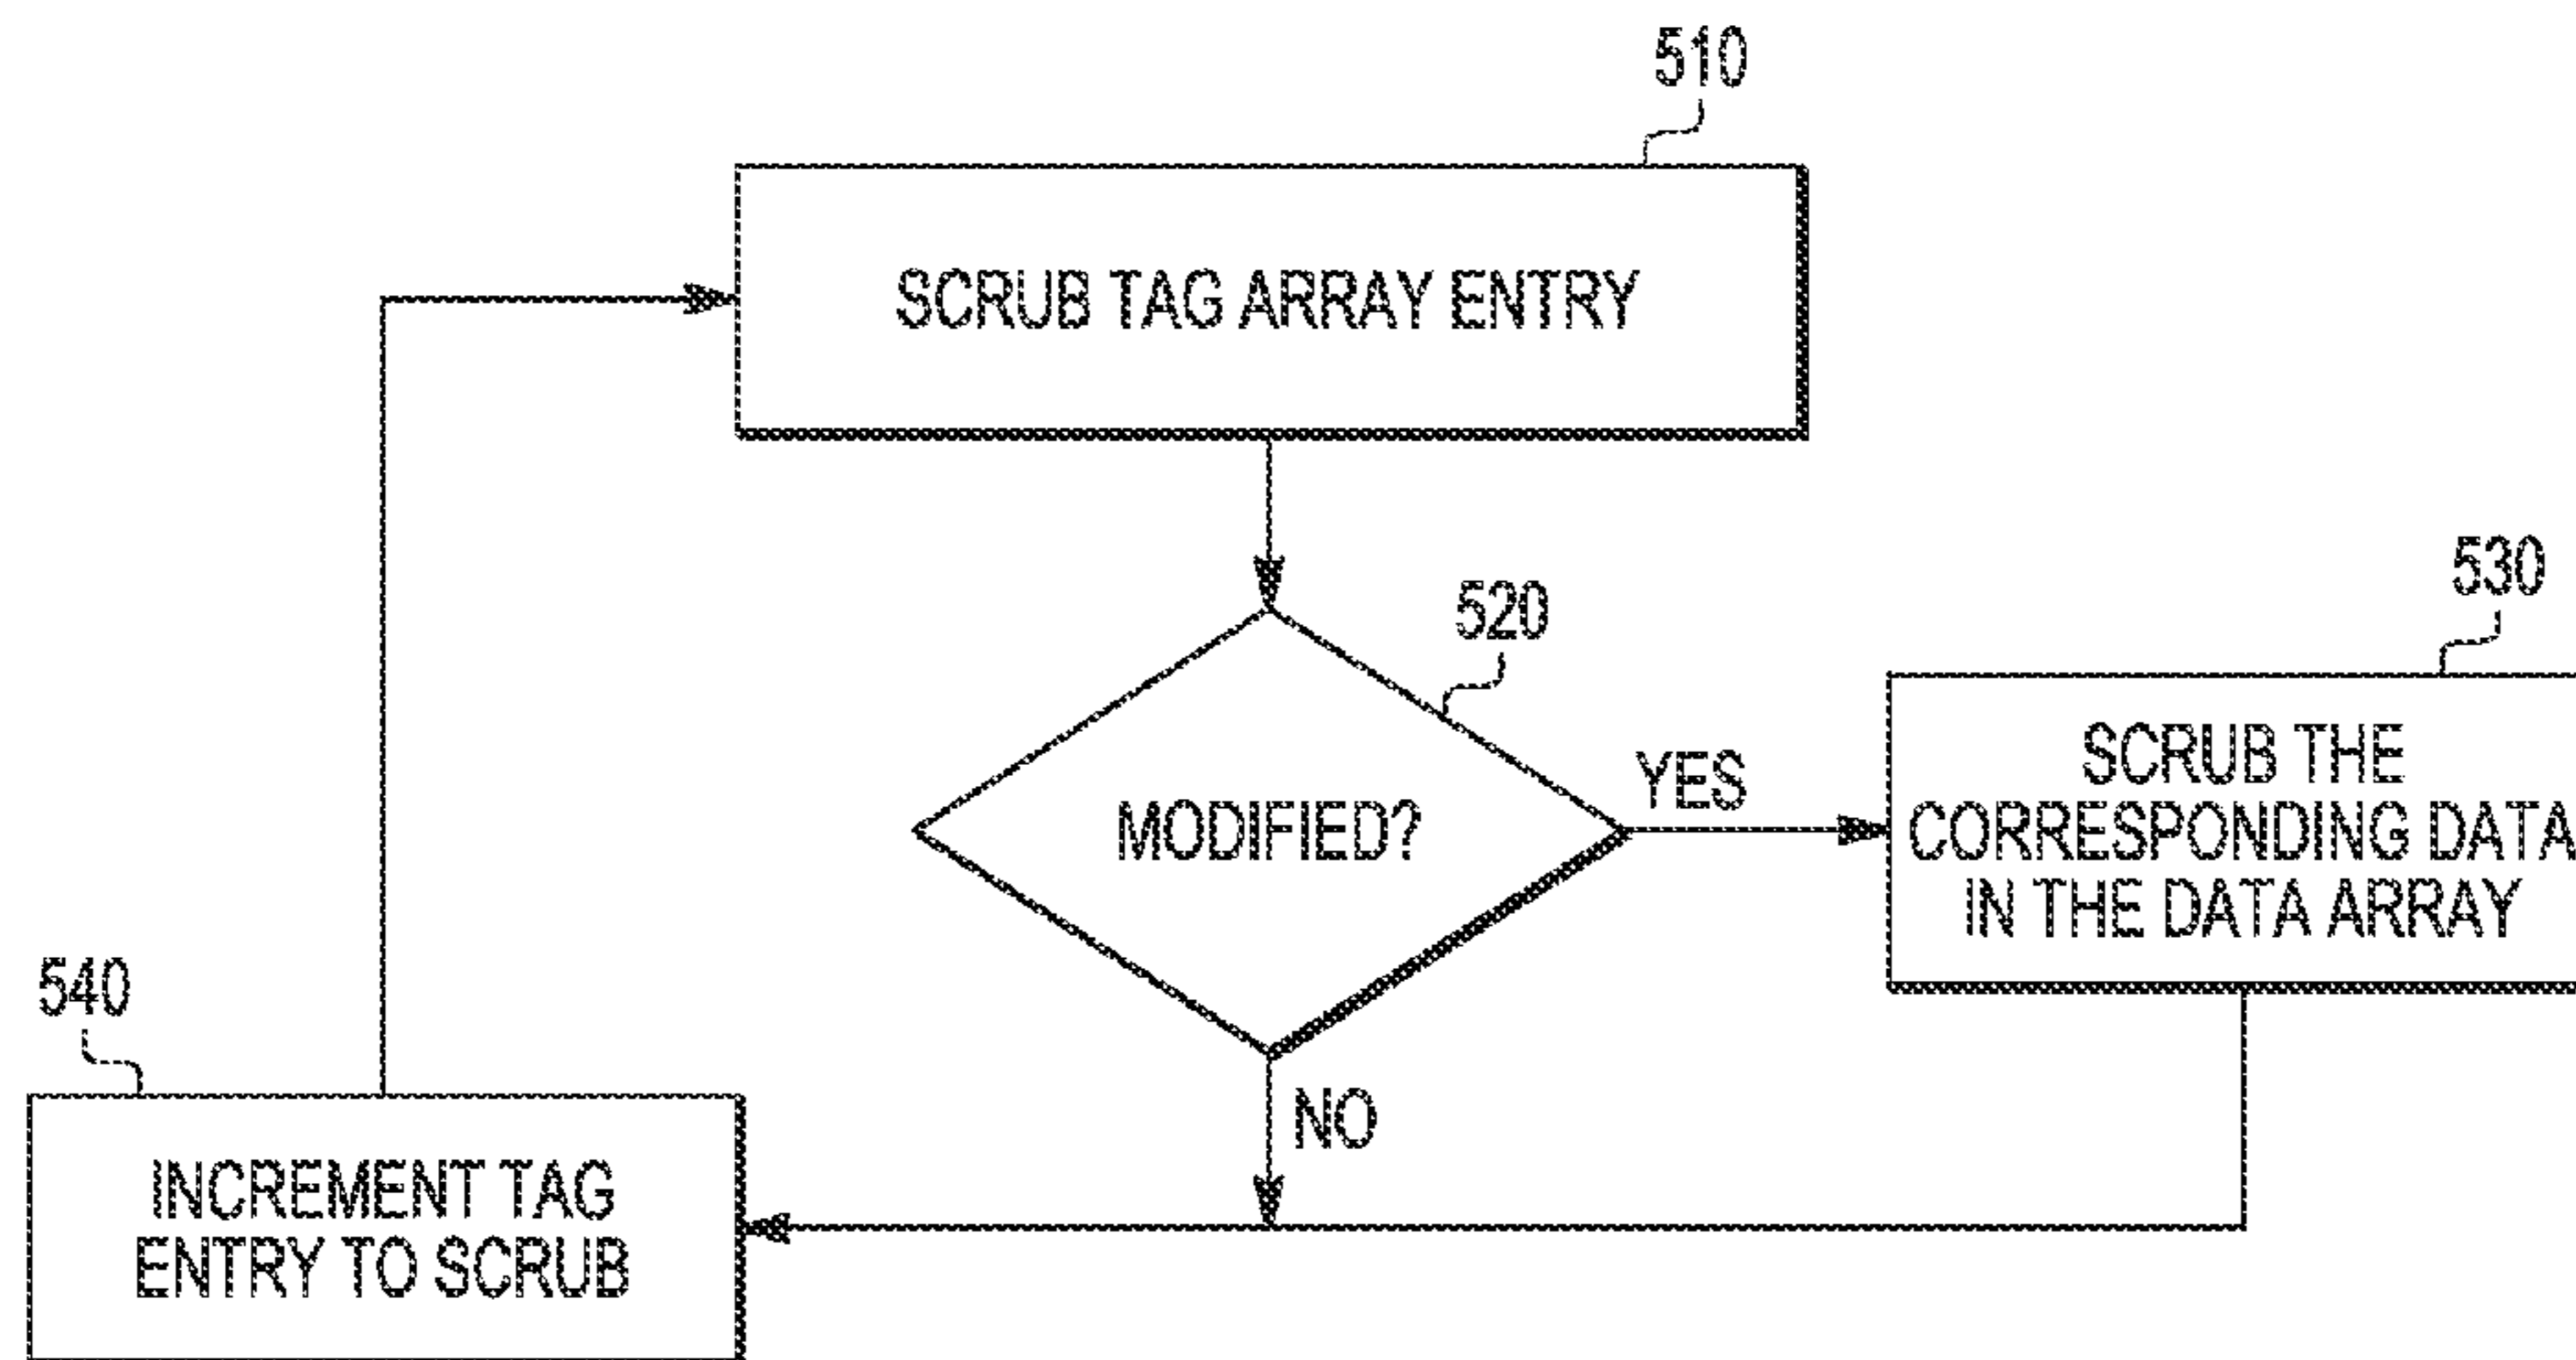 510
SCRUB TAG ARRAY ENTRY
520
MODIFIED?
YES
530
SCRUB THE
CORRESPONDING DATA
IN THE DATA ARRAY
NO
540
INCREMENT TAG
ENTRY TO SCRUB